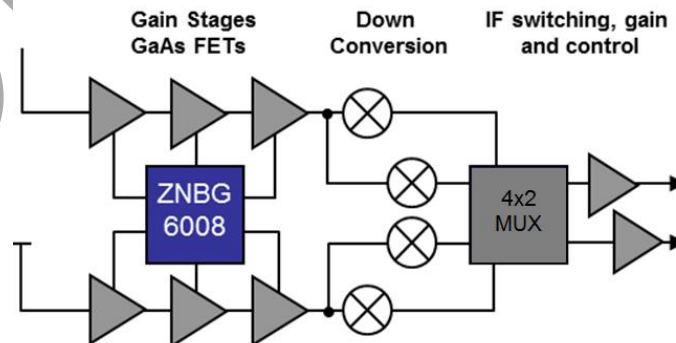 Gain Stages
GaAs FETs
Down
Conversion
IF switching, gain
and control
ZNBG
6008
4x2
MUX